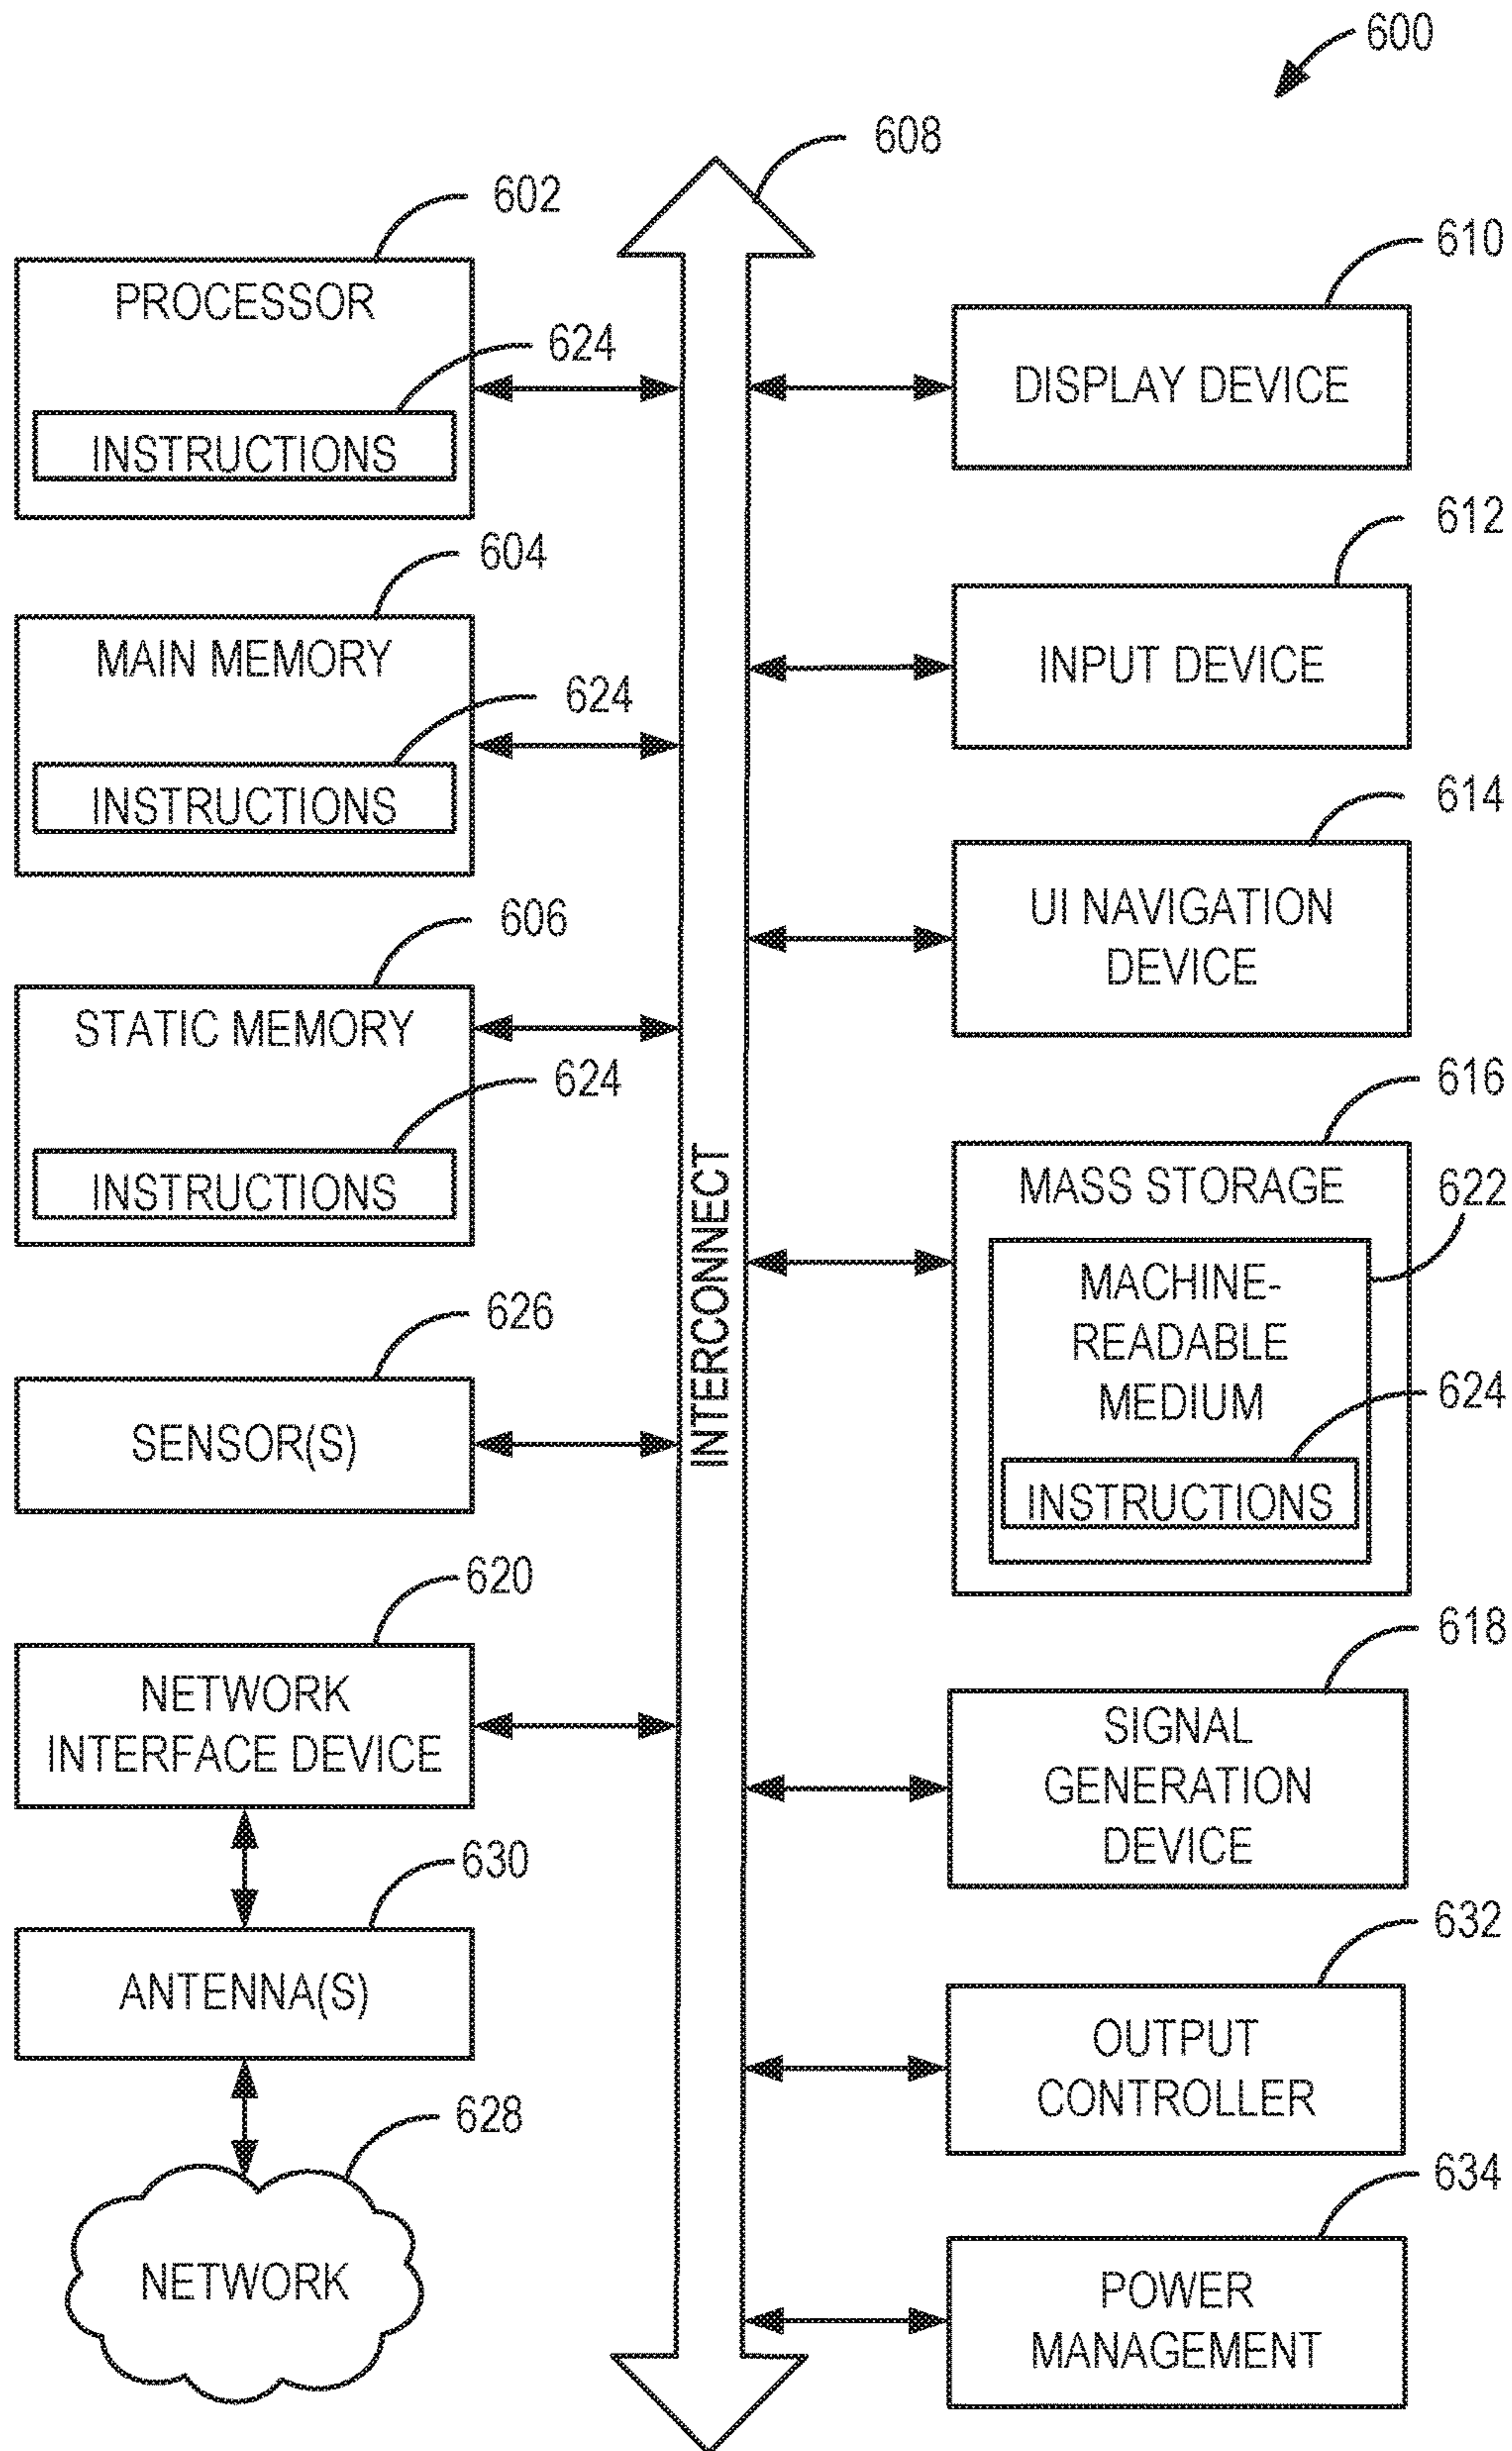 600
608
602
PROCESSOR
624
INSTRUCTIONS
604
MAIN MEMORY
624
INSTRUCTIONS
606
STATIC MEMORY
624
INSTRUCTIONS
626
SENSOR(S)
620
NETWORK
INTERFACE DEVICE
630
ANTENNA(S)
628
NETWORK
INTERCONNECT
610
DISPLAY DEVICE
612
INPUT DEVICE
614
UI NAVIGATION
DEVICE
616
MASS STORAGE
622
MACHINE-
READABLE
MEDIUM
624
INSTRUCTIONS
618
SIGNAL
GENERATION
DEVICE
632
OUTPUT
CONTROLLER
634
POWER
MANAGEMENT